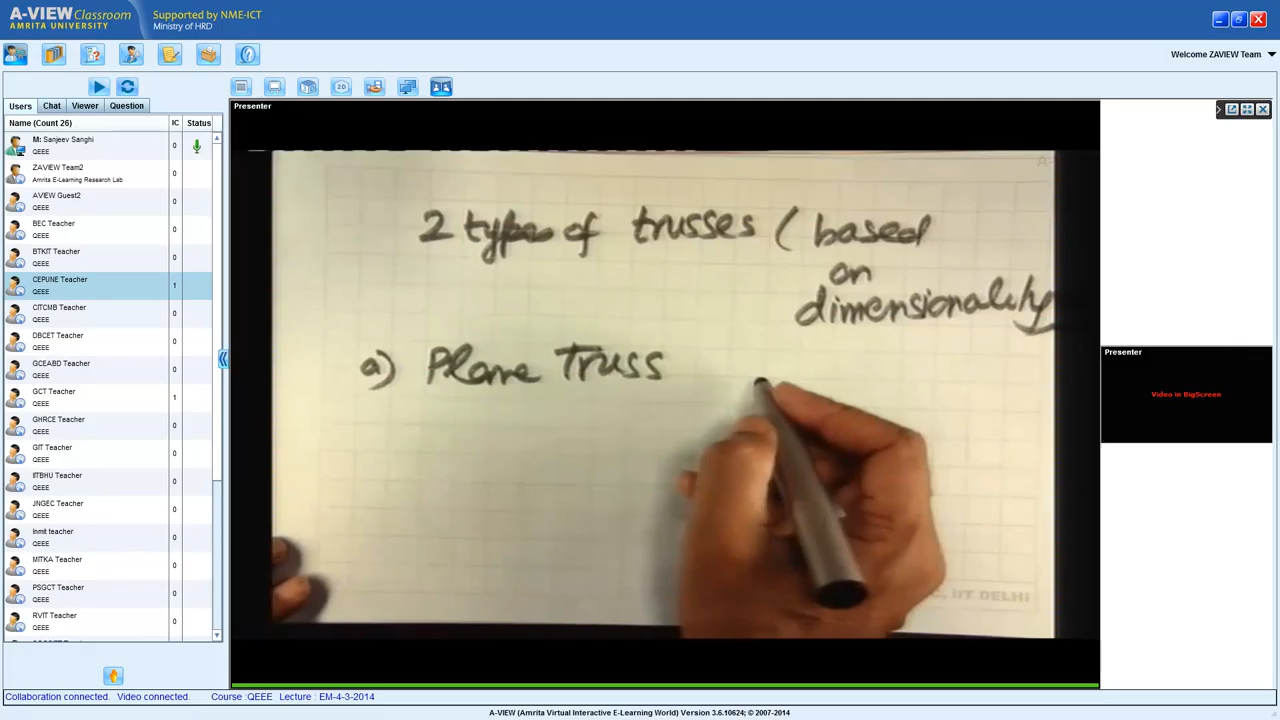 A-VIEW Classroom
AMRITA UNIVERSITY
Supported by NME-ICT
Ministry of HRD
Welcome ZAVIEW Team
Users Chat Viewer Question
Name (Count 26) IC Status
M: Sanjeev Sanghi
QEEE
0
ZAVIEW Team2
Amrita E-Learning Research Lab
0
AVIEW Guest2
QEEE
0
BEC Teacher
QEEE
0
BTKIT Teacher
QEEE
0
CEPUNE Teacher
QEEE
1
CITCMB Teacher
QEEE
0
DBCET Teacher
QEEE
0
GCEABD Teacher
QEEE
0
GCT Teacher
QEEE
1
GHRCE Teacher
QEEE
0
GIT Teacher
QEEE
0
IITBHU Teacher
QEEE
0
JNGEC Teacher
QEEE
0
lnmit teacher
QEEE
0
MITKA Teacher
QEEE
0
PSGCT Teacher
QEEE
0
RVIT Teacher
QEEE
0
2D
Presenter
2 types of trusses ( based
on
dimensionality
a) Plane Truss
IIT DELHI
Presenter
Video in BigScreen
Collaboration connected. Video connected. Course :QEEE Lecture : EM-4-3-2014
A-VIEW (Amrita Virtual Interactive E-Learning World) Version 3.6.10624; © 2007-2014